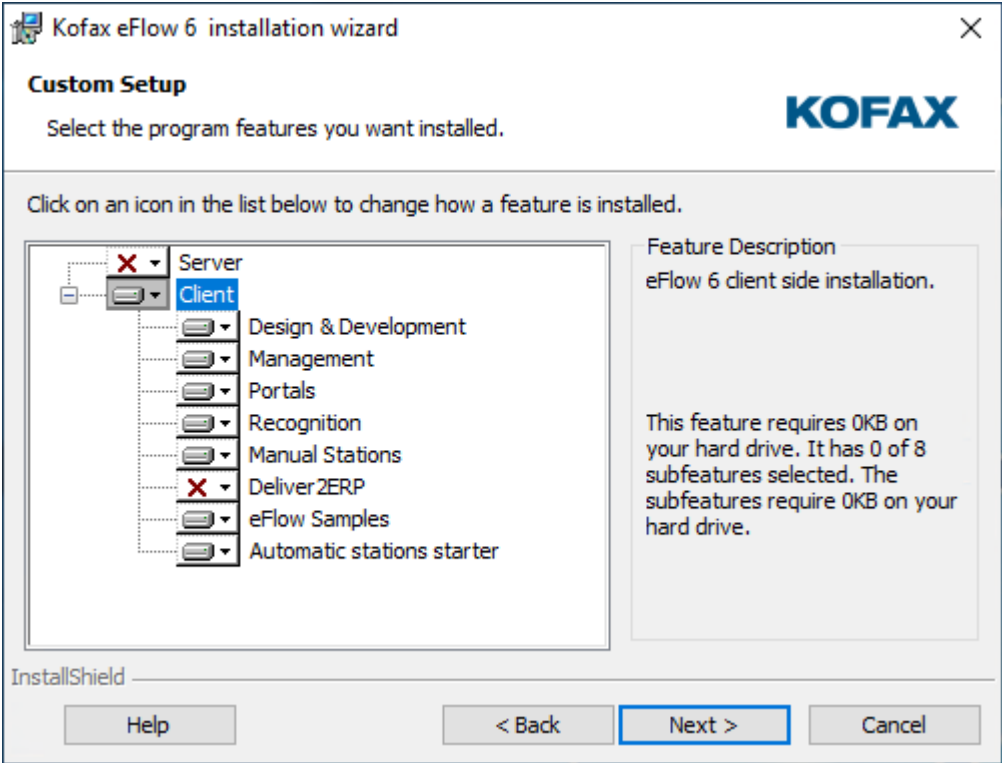 Kofax eFlow 6  installation wizard
Custom Setup
Select the program features you want installed.
KOFAX
Click on an icon in the list below to change how a feature is installed.
Server
Client
Design & Development
Management
Portals
Recognition
Manual Stations
Deliver2ERP
eFlow Samples
Automatic stations starter
Feature Description
eFlow 6 client side installation.
This feature requires 0KB on
your hard drive. It has 0 of 8
subfeatures selected. The
subfeatures require 0KB on your
hard drive.
InstallShield
Help
< Back
Next >
Cancel